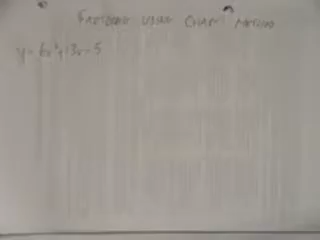 FACTORING USING CHART METHOD
y = 6x²+13x-5